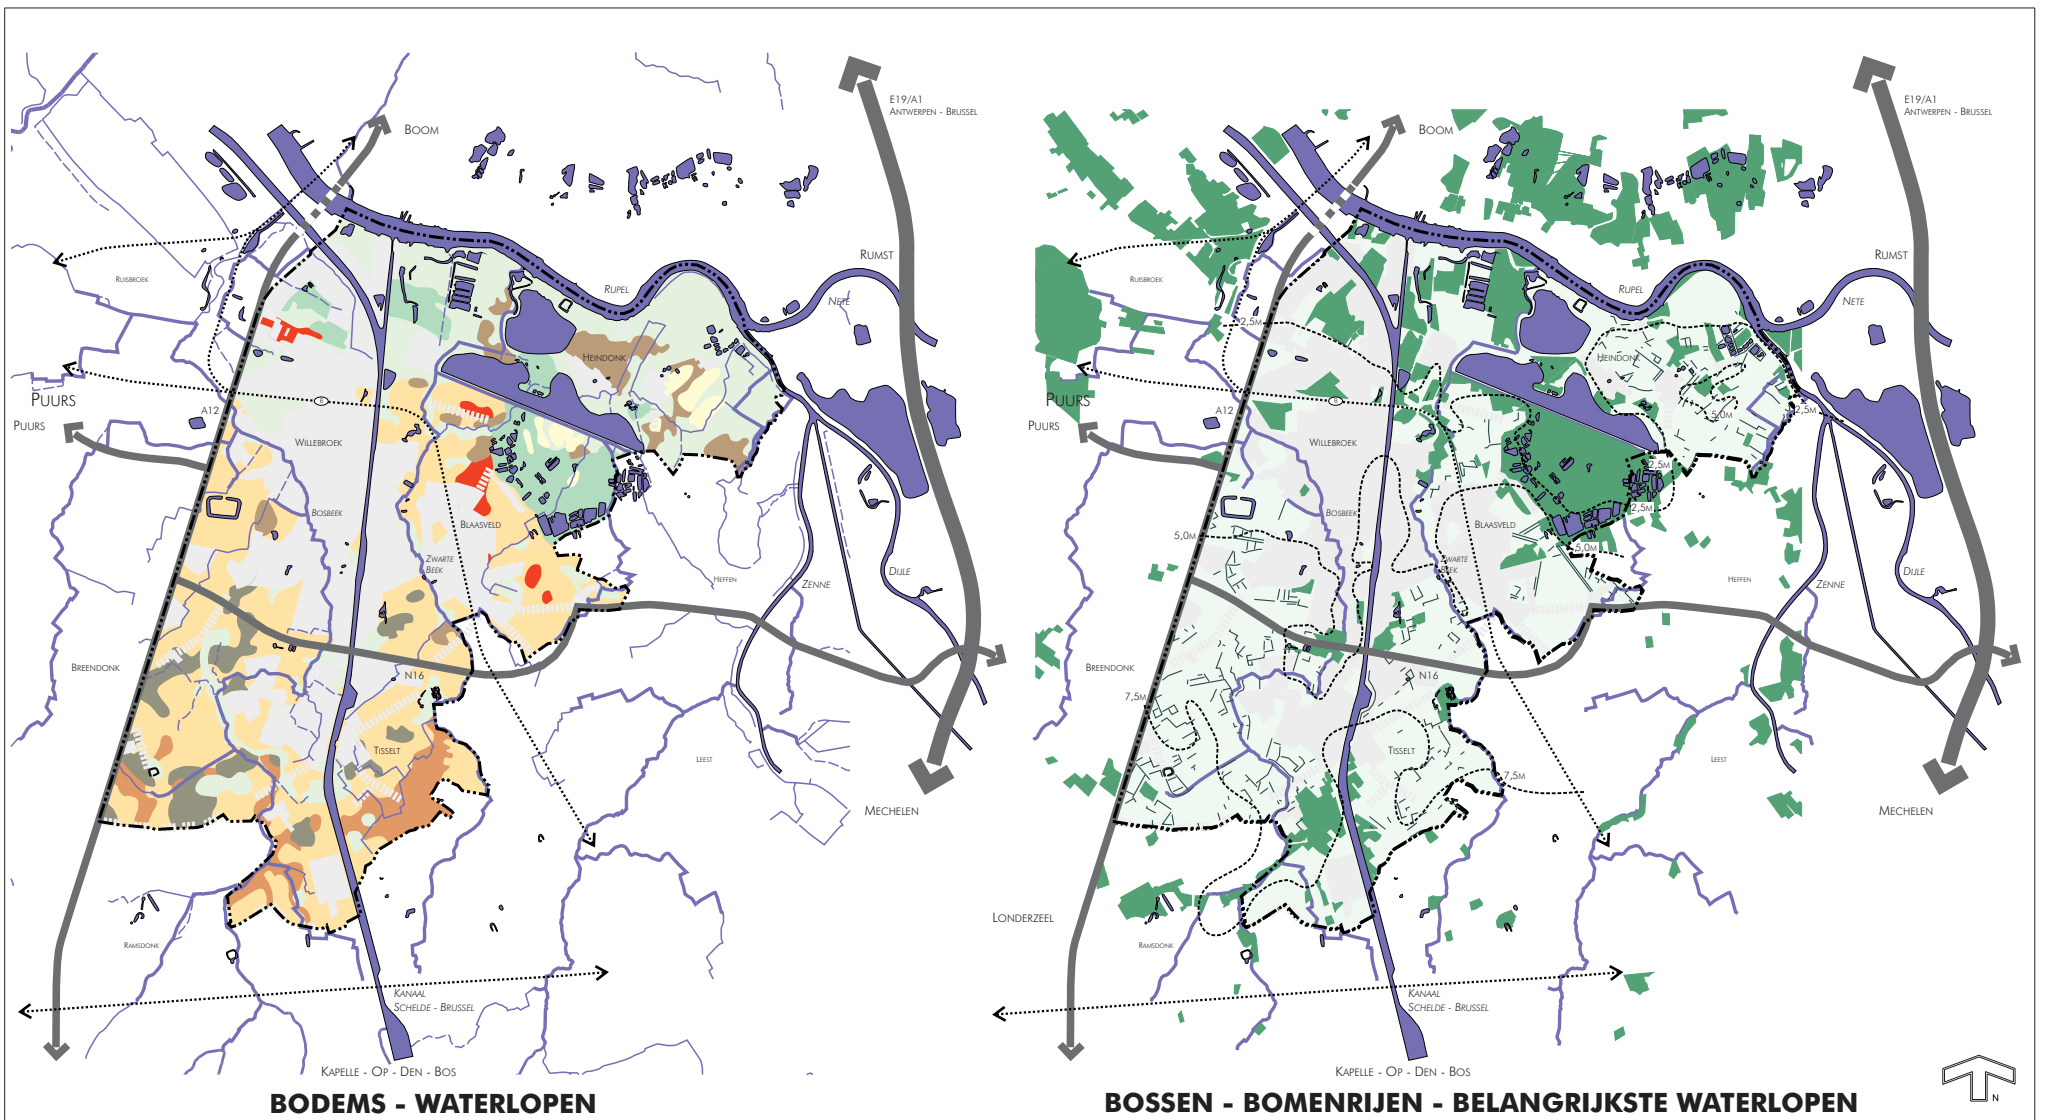 E19/A1
ANTWERPEN - BRUSSEL
BOOM
RUMST
RUISBROEK
RUPEL
NETE
HEINDONK
PUURS
8
A12
PUURS
WILLEBROEK
BOSBEEK
BLAASVELD
ZWARTE
BEEK
HEFFEN
ZENNE
DIJLE
BREENDONK
N16
TISSELT
LEEST
MECHELEN
RAMSDONK
KANAAL
SCHELDE - BRUSSEL
KAPELLE - OP - DEN - BOS
BODEMS - WATERLOPEN
E19/A1
ANTWERPEN - BRUSSEL
BOOM
RUMST
RUISBROEK
RUPEL
NETE
2,5M
HEINDONK
PUURS
8
A12
5,0M
2,5M
PUURS
WILLEBROEK
2,5M
BOSBEEK
2,5M
BLAASVELD
5,0M
5,0M
ZWARTE
BEEK
HEFFEN
ZENNE
DIJLE
BREENDONK
N16
7,5M
TISSELT
LEEST
7,5M
MECHELEN
LONDERZEEL
RAMSDONK
KANAAL
SCHELDE - BRUSSEL
KAPELLE - OP - DEN - BOS
N
BOSSEN - BOMENRIJEN - BELANGRIJKSTE WATERLOPEN